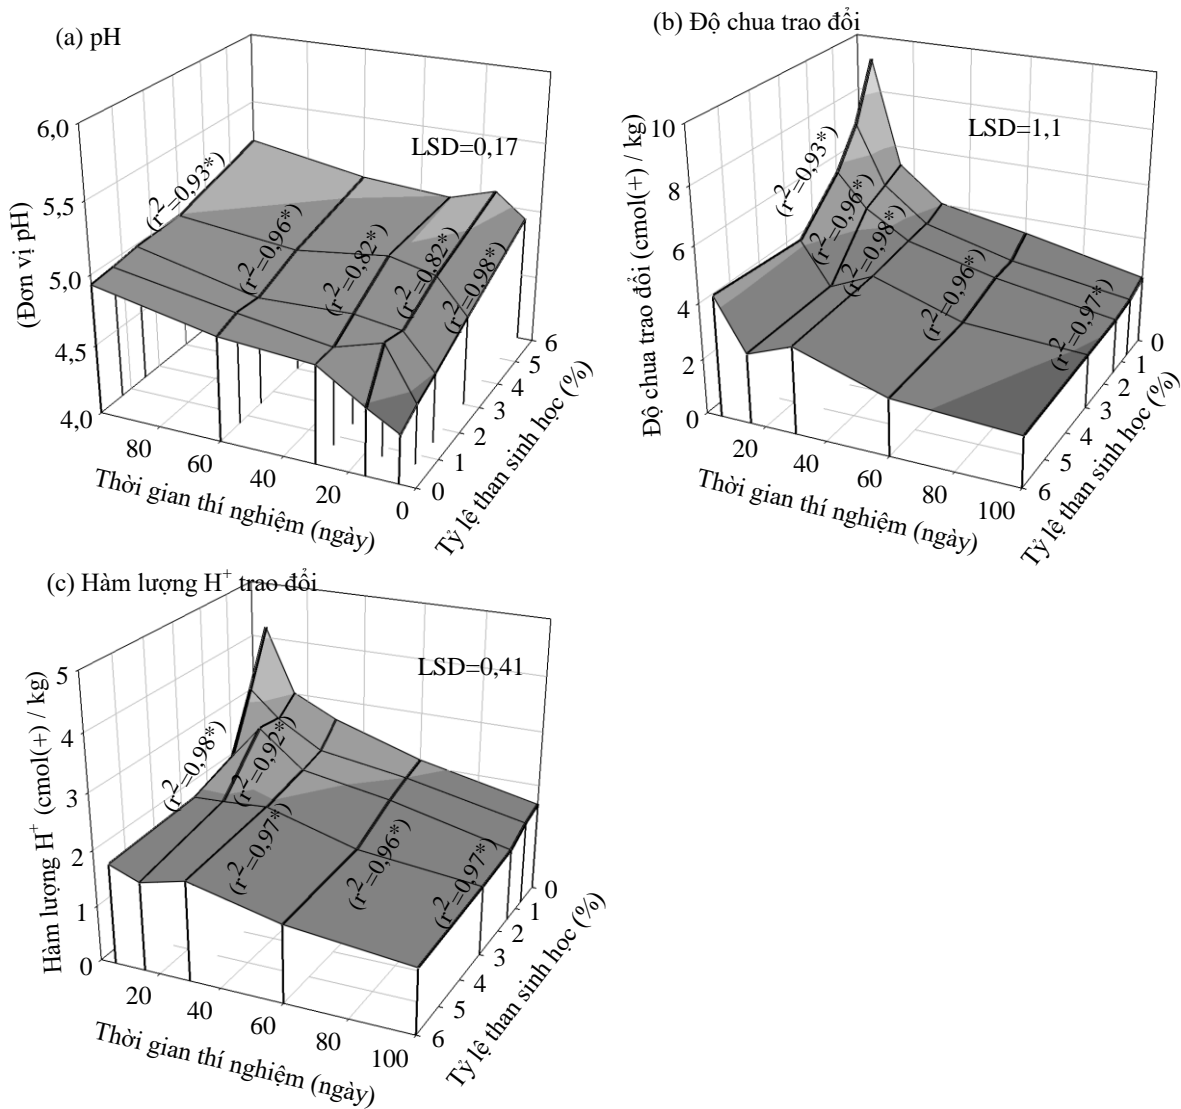 (a) pH
LSD=0,17
(r²=0,93*)
(r²=0,96*)
(r²=0,82*)
(r²=0,82*)
(r²=0,98*)
(Đơn vị pH)
6,0
5,5
5,0
4,5
4,0
80
60
40
20
0
Thời gian thí nghiệm (ngày)
0
1
2
3
4
5
6
Tỷ lệ than sinh học (%)
(b) Độ chua trao đổi
LSD=1,1
(r²=0,93*)
(r²=0,96*)
(r²=0,98*)
(r²=0,96*)
(r²=0,97*)
Độ chua trao đổi (cmol(+) / kg)
10
8
6
4
2
0
20
40
60
80
100
Thời gian thí nghiệm (ngày)
0
1
2
3
4
5
6
Tỷ lệ than sinh học (%)
(c) Hàm lượng H⁺ trao đổi
LSD=0,41
(r²=0,98*)
(r²=0,92*)
(r²=0,97*)
(r²=0,96*)
(r²=0,97*)
Hàm lượng H⁺ (cmol(+) / kg)
5
4
3
2
1
0
20
40
60
80
100
Thời gian thí nghiệm (ngày)
0
1
2
3
4
5
6
Tỷ lệ than sinh học (%)